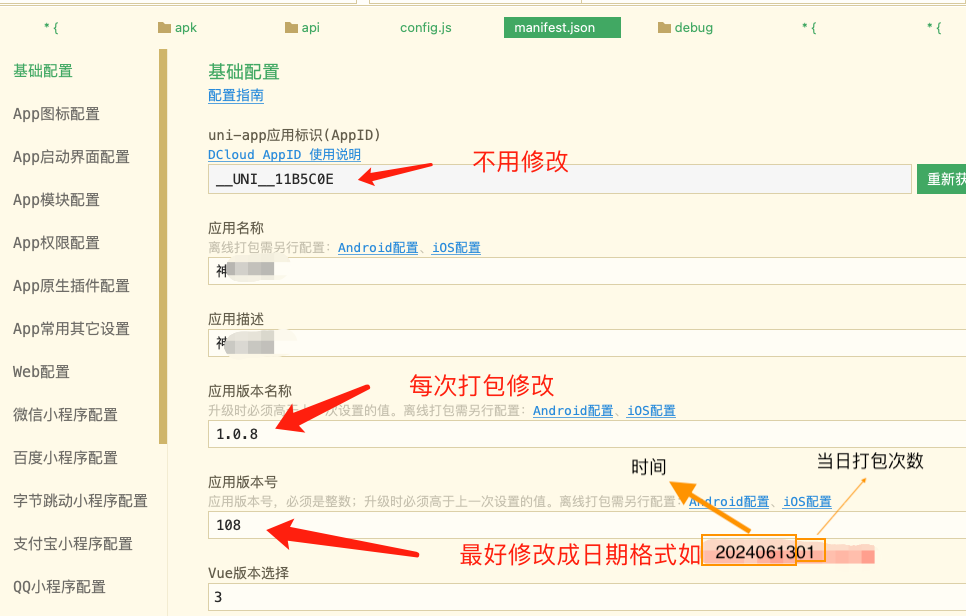 * {
apk
api
config.js
manifest.json
debug
* {
* {
基础配置
App图标配置
App启动界面配置
App模块配置
App权限配置
App原生插件配置
App常用其它设置
Web配置
微信小程序配置
百度小程序配置
字节跳动小程序配置
支付宝小程序配置
QQ小程序配置
基础配置
配置指南
uni-app应用标识(AppID)
DCloud AppID 使用说明
__UNI__11B5C0E
不用修改
重新获
应用名称
离线打包需另行配置: Android配置、iOS配置
神
应用描述
神
每次打包修改
应用版本名称
升级时必须高于上一次设置的值。离线打包需另行配置: Android配置、iOS配置
1.0.8
时间
当日打包次数
应用版本号
应用版本号，必须是整数; 升级时必须高于上一次设置的值。离线打包需另行配置: Android配置、iOS配置
108
最好修改成日期格式如 2024061301
Vue版本选择
3